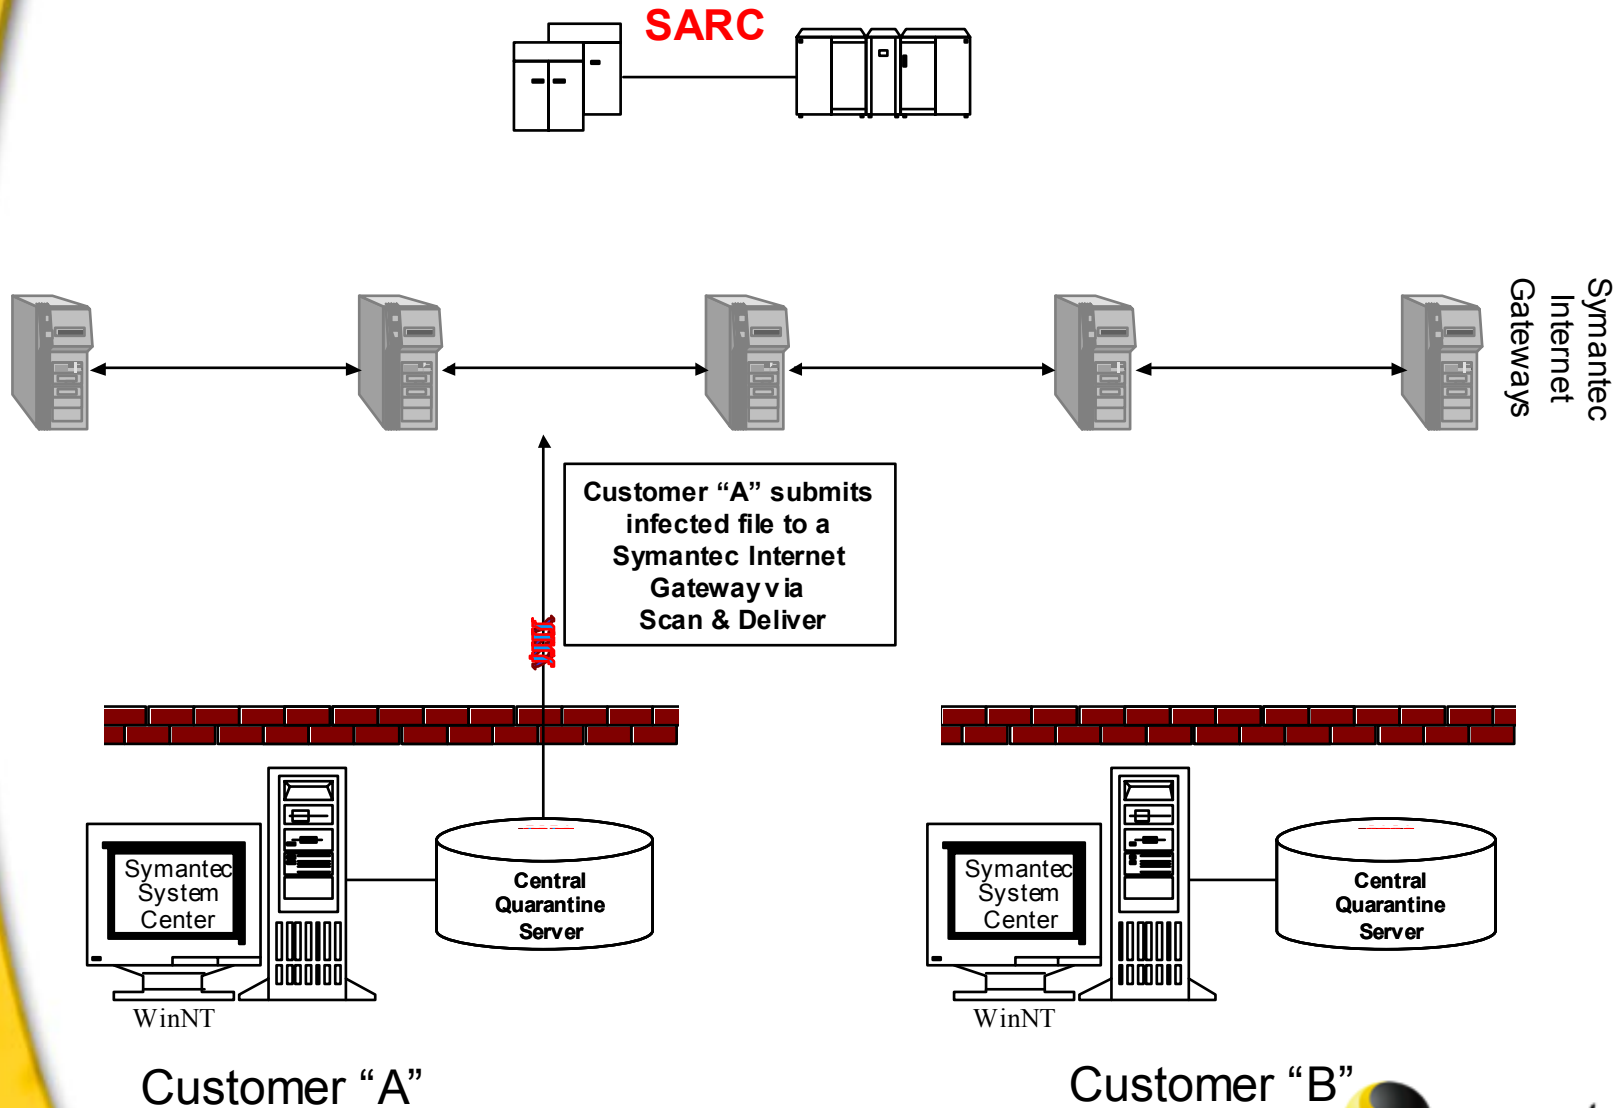 SARC
Symantec
Internet
Gateways
Customer “A” submits
infected file to a
Symantec Internet
Gateway via
Scan & Deliver
Symantec
System
Center
Central
Quarantine
Server
WinNT
Customer “A”
Symantec
System
Center
Central
Quarantine
Server
WinNT
Customer “B”